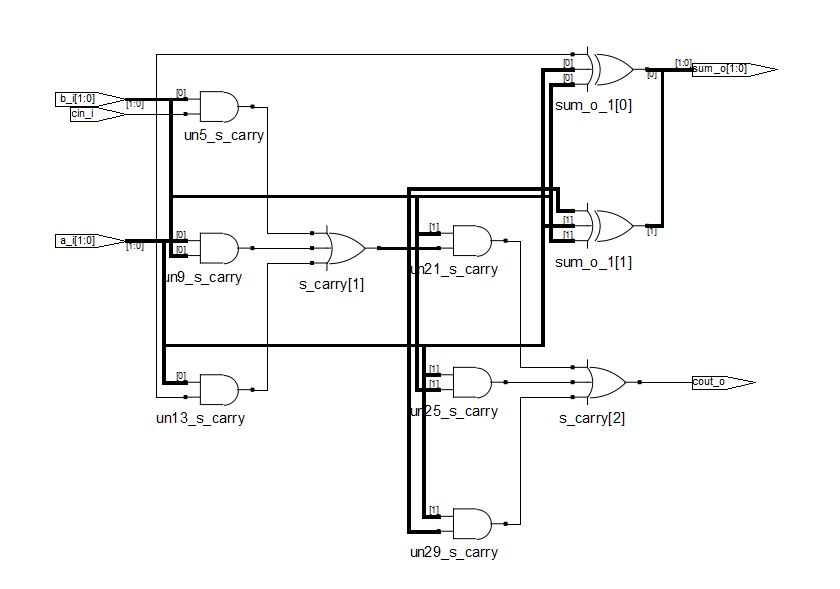 [1:0]
sum_o[1:0]
[0]
[0]
[0]
sum_o_1[0]
b_i[1:0]
[1:0]
[0]
cin_i
un5_s_carry
a_i[1:0]
[1:0]
[0]
[0]
un9_s_carry
s_carry[1]
[1]
un21_s_carry
[1]
[1]
[1]
sum_o_1[1]
[0]
un13_s_carry
[1]
[1]
un25_s_carry
s_carry[2]
cout_o
[1]
un29_s_carry